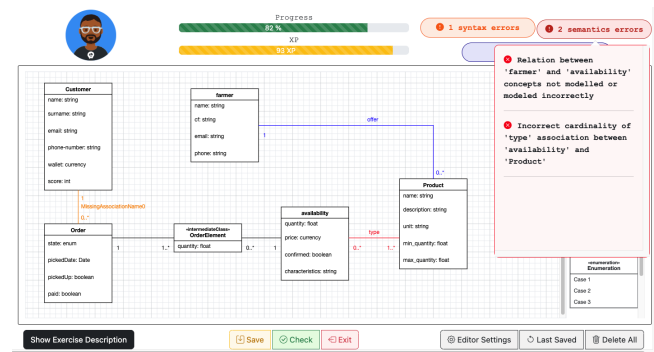 Progress
82 %
XP
93 XP
1 syntax errors
2 semantics errors
Relation between
'farmer' and 'availability'
concepts not modelled or
modeled incorrectly
Incorrect cardinality of
'type' association between
'availability' and
'Product'
Customer
name: string
surname: string
email: string
phone-number: string
wallet: currency
score: int
farmer
name: string
cf: string
email: string
phone: string
1
offer
0..*
1
MissingAssociationName0
0..*
Product
name: string
description: string
unit: string
min_quantity: float
max_quantity: float
Order
state: enum
pickedDate: Date
pickedUp: boolean
paid: boolean
1
1..*
«intermediateClass»
OrderElement
quantity: float
0..*
1
availability
quantity: float
price: currency
confirmed: boolean
characteristics: string
type
0..*
1..*
«enumeration»
Enumeration
Case 1
Case 2
Case 3
Show Exercise Description
Save
Check
Exit
Editor Settings
Last Saved
Delete All